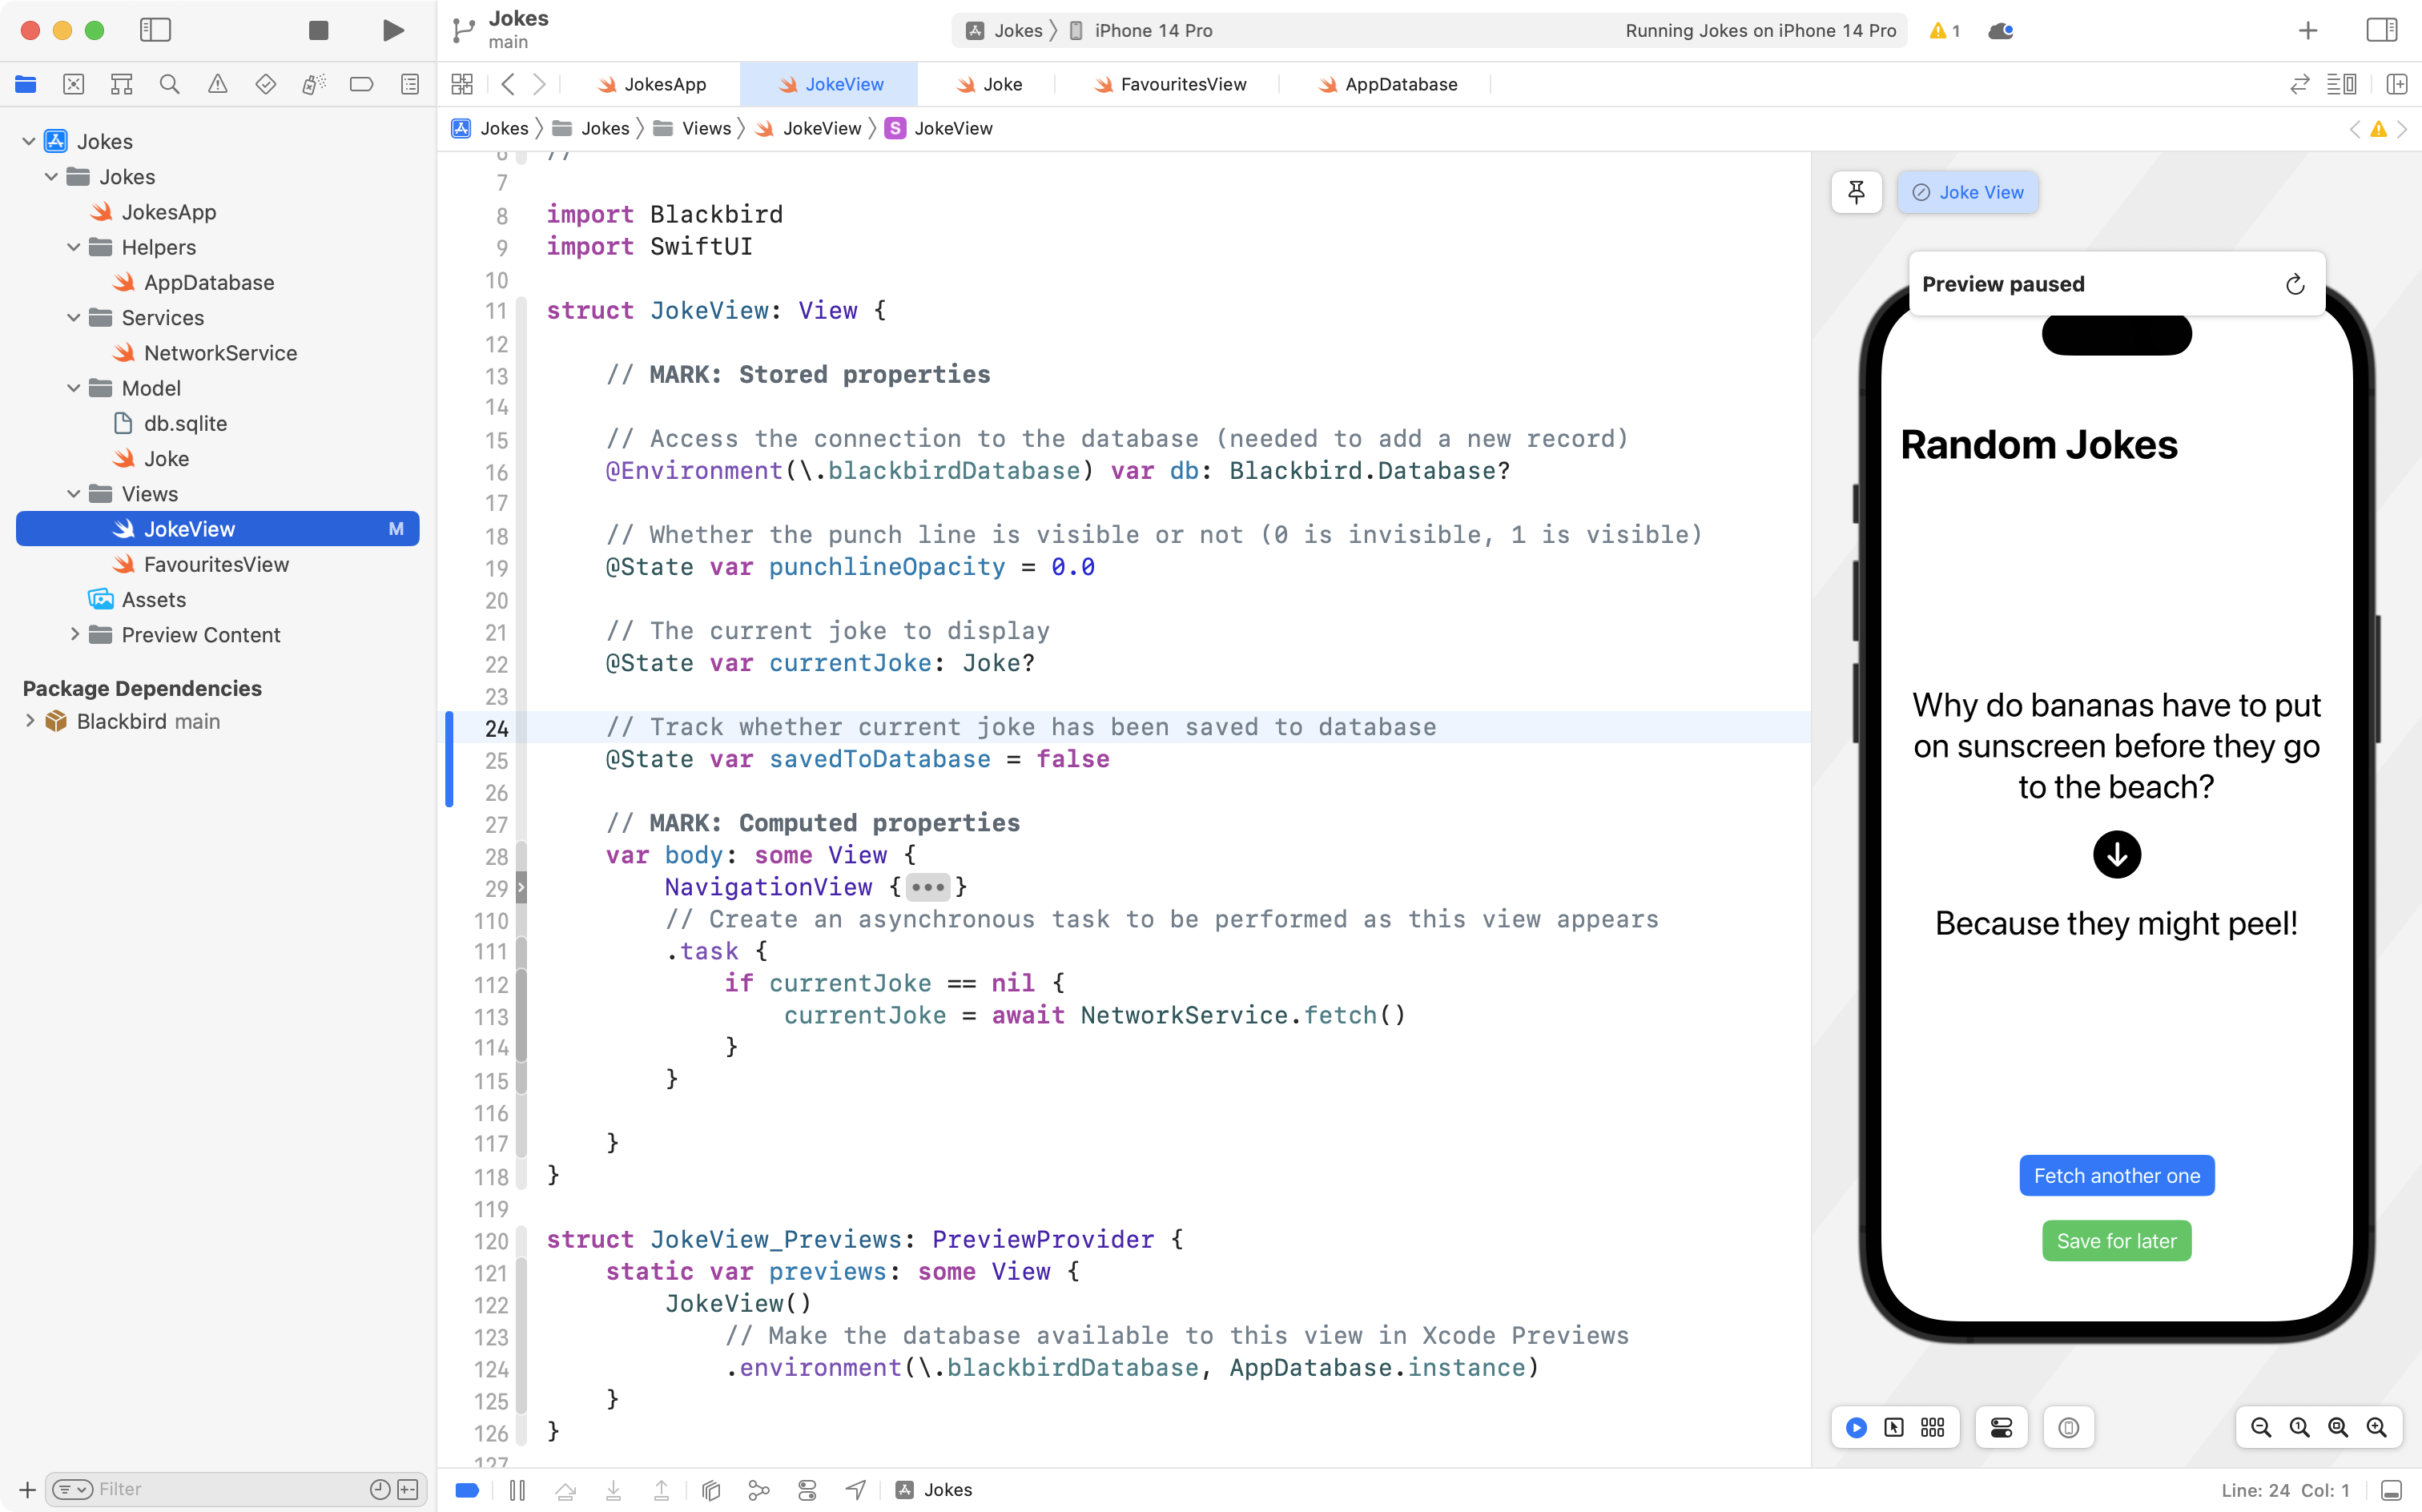 Jokes
main
Jokes
iPhone 14 Pro
Running Jokes on iPhone 14 Pro
1
JokesApp
JokeView
Joke
FavouritesView
AppDatabase
Jokes
Jokes
Views
JokeView
S
JokeView
Jokes
Jokes
JokesApp
Helpers
AppDatabase
Services
NetworkService
Model
db.sqlite
Joke
Views
JokeView M
FavouritesView
Assets
Preview Content
Package Dependencies
Blackbird main
Filter
6 //
7
8 import Blackbird
9 import SwiftUI
10
11 struct JokeView: View {
12
13 // MARK: Stored properties
14
15 // Access the connection to the database (needed to add a new record)
16 @Environment(\.blackbirdDatabase) var db: Blackbird.Database?
17
18 // Whether the punch line is visible or not (0 is invisible, 1 is visible)
19 @State var punchlineOpacity = 0.0
20
21 // The current joke to display
22 @State var currentJoke: Joke?
23
24 // Track whether current joke has been saved to database
25 @State var savedToDatabase = false
26
27 // MARK: Computed properties
28 var body: some View {
29 NavigationView {•••}
110 // Create an asynchronous task to be performed as this view appears
111 .task {
112 if currentJoke == nil {
113 currentJoke = await NetworkService.fetch()
114 }
115 }
116
117 }
118 }
119
120 struct JokeView_Previews: PreviewProvider {
121 static var previews: some View {
122 JokeView()
123 // Make the database available to this view in Xcode Previews
124 .environment(\.blackbirdDatabase, AppDatabase.instance)
125 }
126 }
127
Joke View
Preview paused
Random Jokes
Why do bananas have to put
on sunscreen before they go
to the beach?
Because they might peel!
Fetch another one
Save for later
Jokes
Line: 24 Col: 1